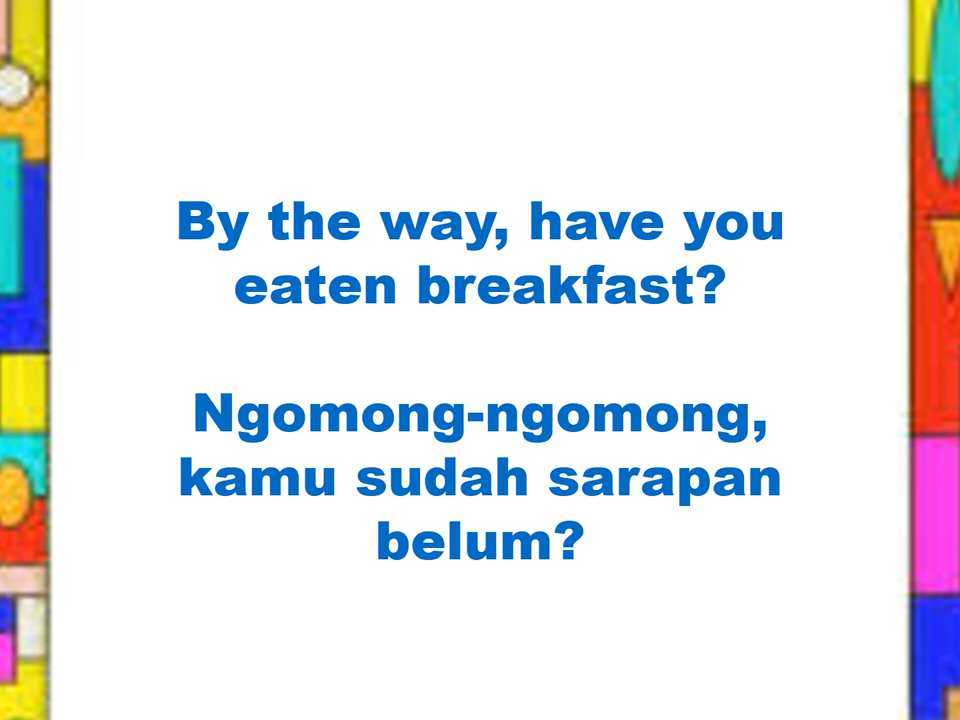 By the way, have you
eaten breakfast?
Ngomong-ngomong,
kamu sudah sarapan
belum?